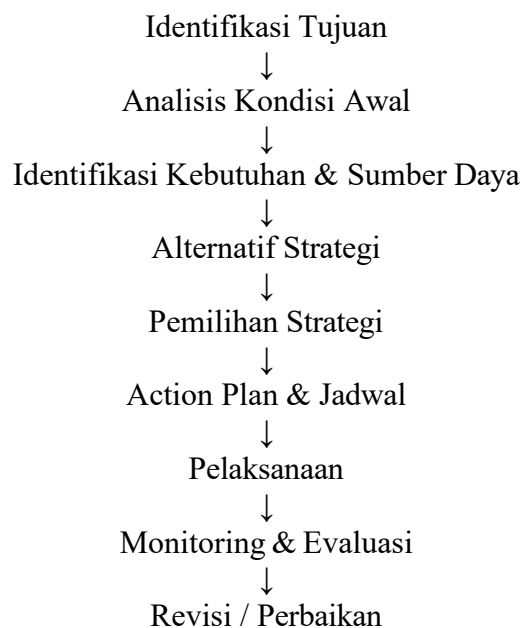 Identifikasi Tujuan
↓
Analisis Kondisi Awal
↓
Identifikasi Kebutuhan & Sumber Daya
↓
Alternatif Strategi
↓
Pemilihan Strategi
↓
Action Plan & Jadwal
↓
Pelaksanaan
↓
Monitoring & Evaluasi
↓
Revisi / Perbaikan